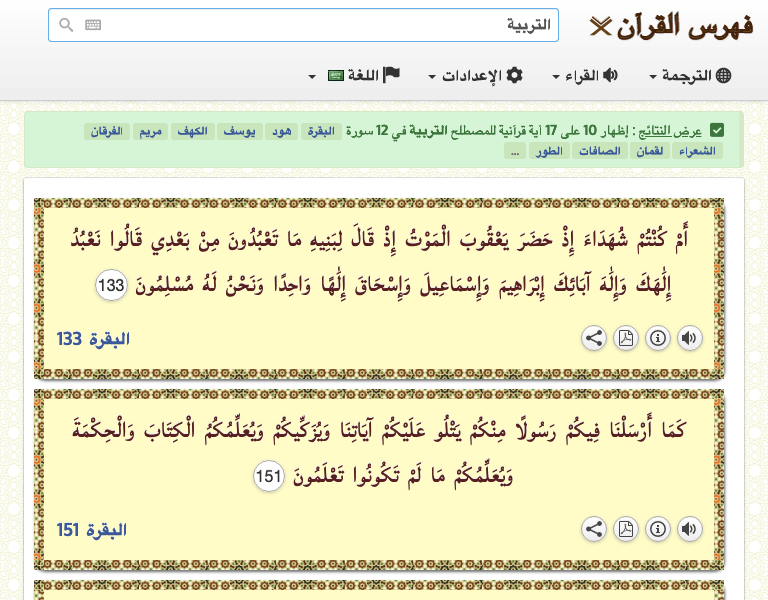 فهرس القرآن
التربية
الترجمة القراء الإعدادات اللغة
عرض النتائج : إظهار 10 على 17 آية قرآنية للمصطلح التربية في 12 سورة البقرة هود يوسف الكهف مريم الفرقان
الشعراء لقمان الصافات الطور ...
أَمْ كُنْتُمْ شُهَدَاءَ إِذْ حَضَرَ يَعْقُوبَ الْمَوْتُ إِذْ قَالَ لِبَنِيهِ مَا تَعْبُدُونَ مِنْ بَعْدِي قَالُوا نَعْبُدُ
إِلَٰهَكَ وَإِلَٰهَ آبَائِكَ إِبْرَاهِيمَ وَإِسْمَاعِيلَ وَإِسْحَاقَ إِلَٰهًا وَاحِدًا وَنَحْنُ لَهُ مُسْلِمُونَ 133
البقرة 133
كَمَا أَرْسَلْنَا فِيكُمْ رَسُولًا مِنْكُمْ يَتْلُو عَلَيْكُمْ آيَاتِنَا وَيُزَكِّيكُمْ وَيُعَلِّمُكُمُ الْكِتَابَ وَالْحِكْمَةَ
وَيُعَلِّمُكُمْ مَا لَمْ تَكُونُوا تَعْلَمُونَ 151
البقرة 151